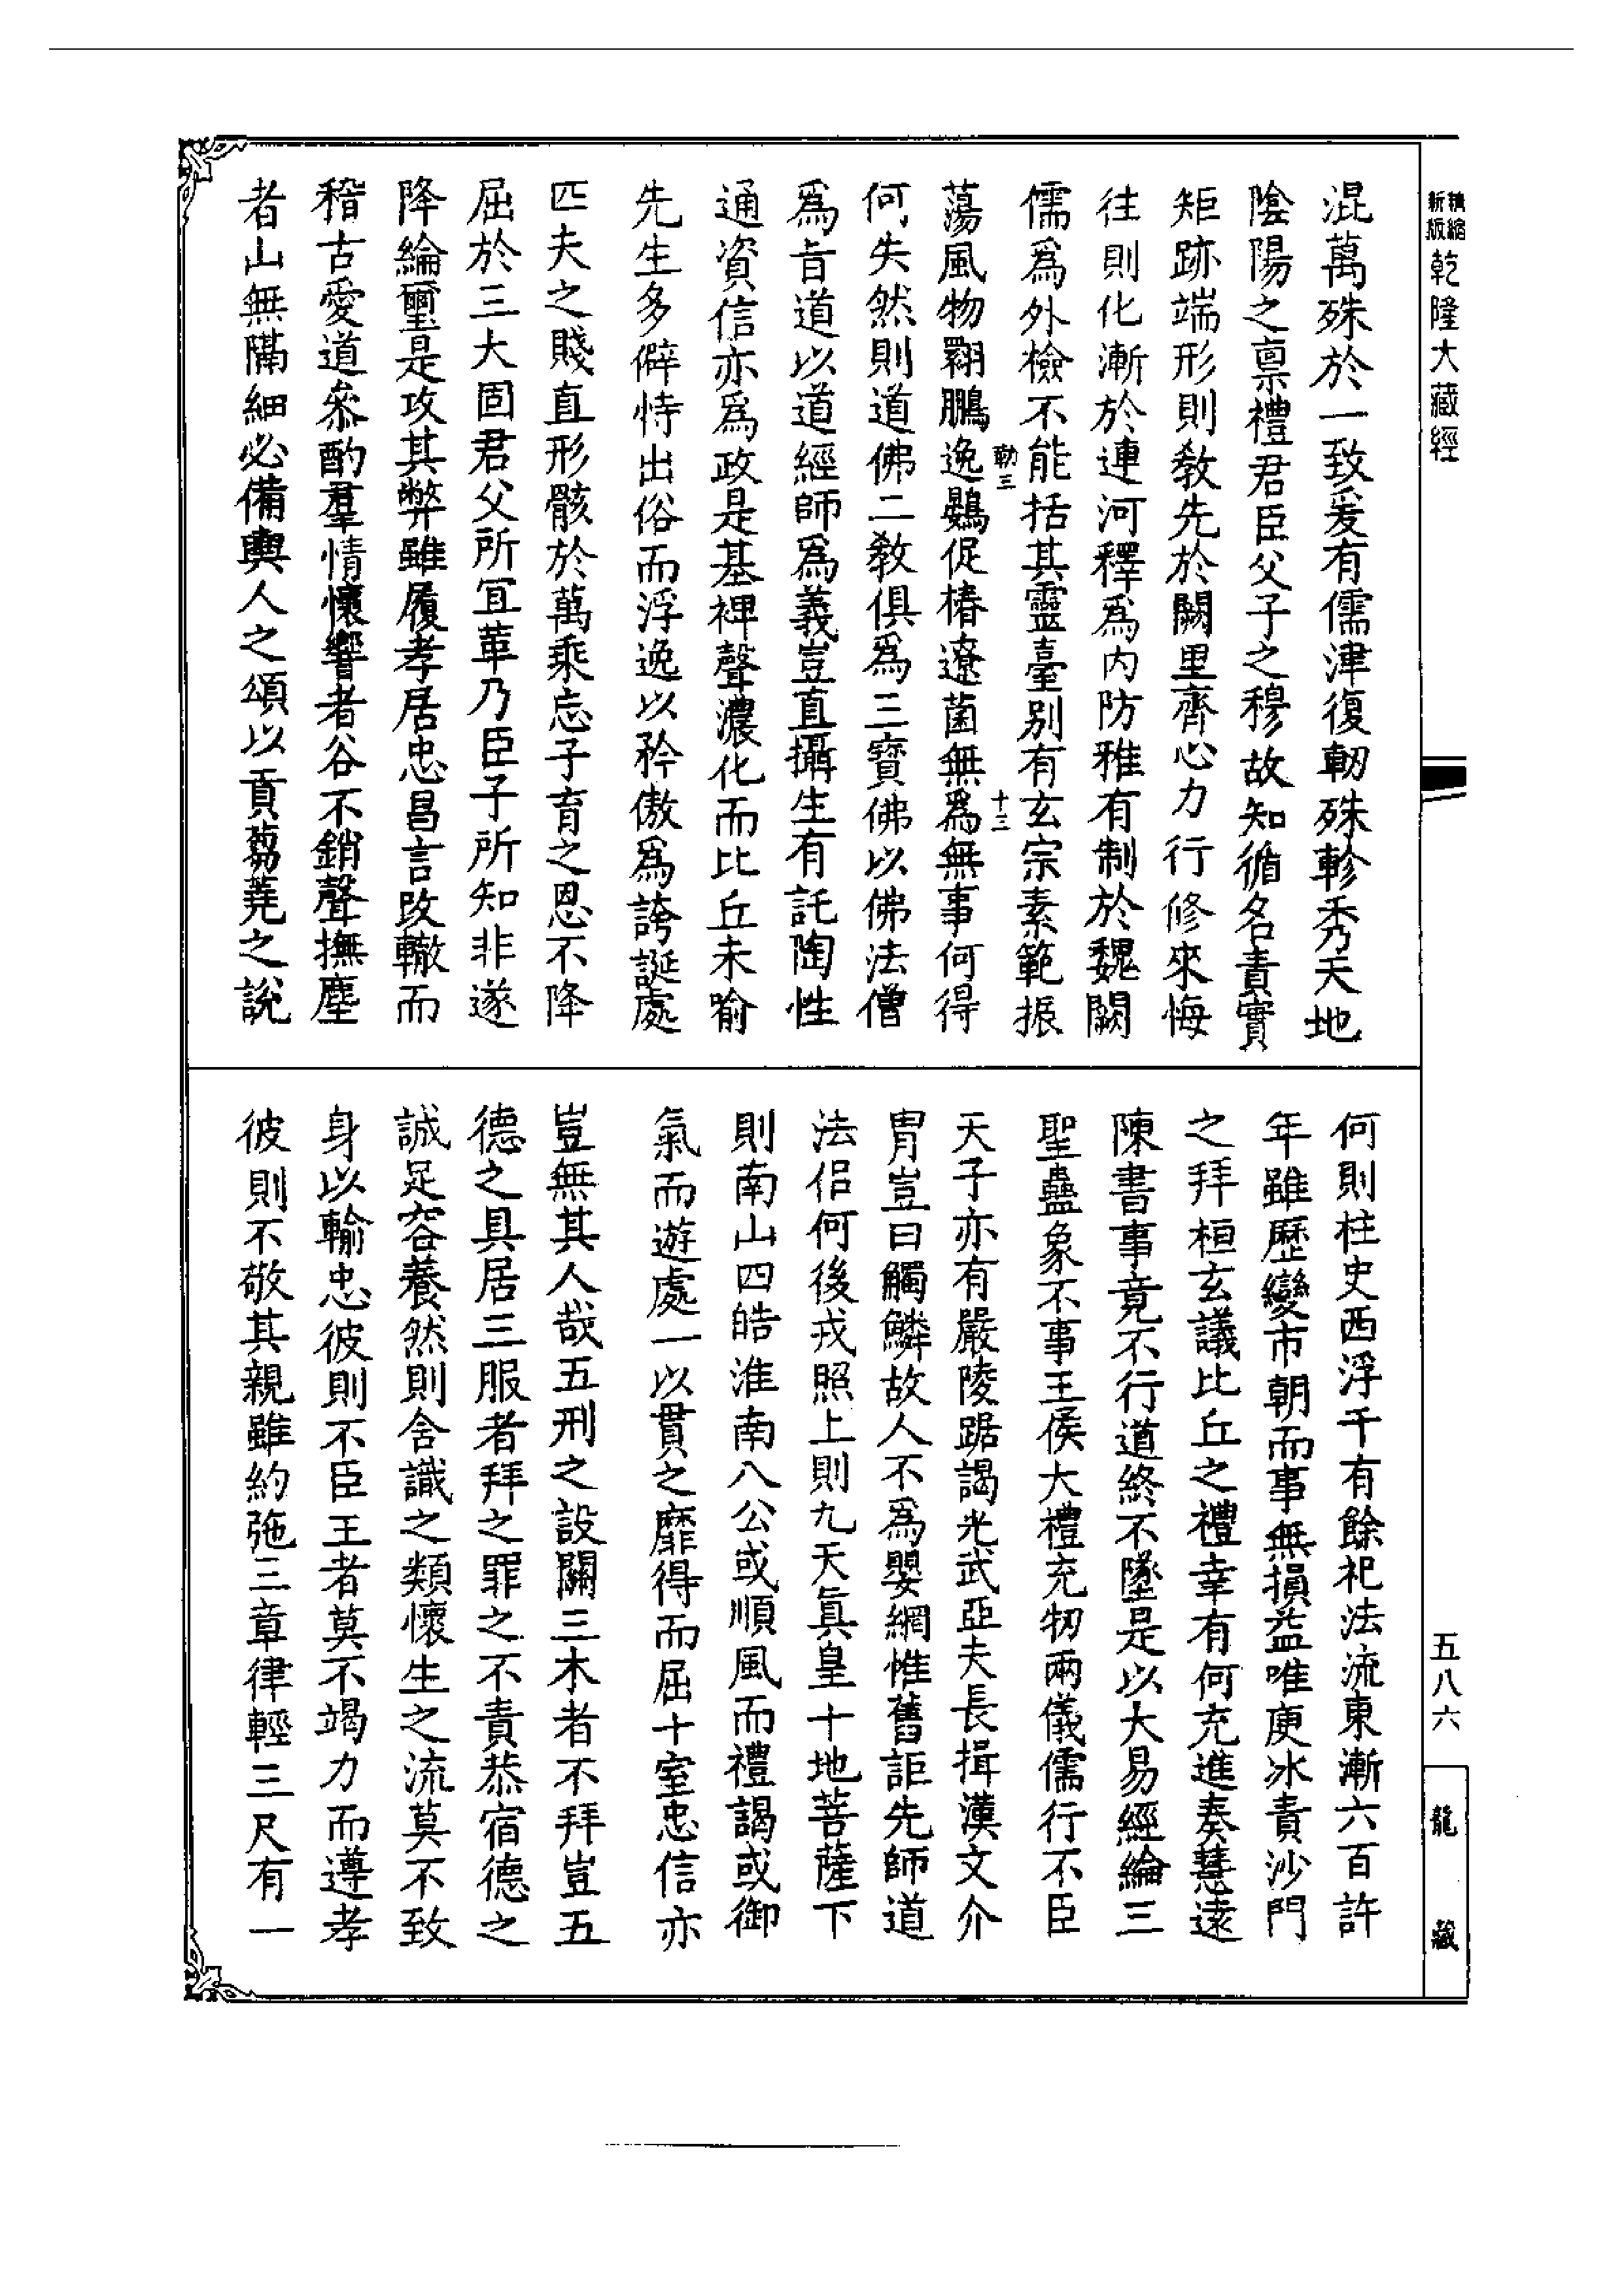 精縮新版乾隆大藏經
五八六
龍藏
混萬殊於一致爰有儒津復軔殊軫秀天地
陰陽之稟禮君臣父子之穆故知循名責實
矩跡端形則教先於闕里齊心力行修來悔
往則化漸於連河釋爲內防雅有制於魏闕
儒爲外檢不能括其靈臺别有玄宗素範振
勒三 十三
蕩風物翾鵬逸鷃促椿遼菌無爲無事何得
何失然則道佛二教俱爲三寶佛以佛法僧
爲旨道以道經師爲義豈直攝生有託陶性
通資信亦爲政是基裨聲濃化而比丘未喻
先生多僻恃出俗而浮逸以矜傲爲誇誕處
匹夫之賤直形骸於萬乘忘子育之恩不降
屈於三大固君父所宜革乃臣子所知非遂
降綸璽是攻其弊雖履孝居忠昌言改轍而
稽古愛道叅酌羣情懷響者谷不銷聲撫塵
者山無隔細必備輿人之頌以貢蒭蕘之說
何則柱史西浮千有餘祀法流東漸六百許
年雖歷變市朝而事無損益唯庾冰責沙門
之拜桓玄議比丘之禮幸有何充進奏慧遠
陳書事竟不行道終不墜是以大易經綸三
聖蠱象不事王侯大禮充牣兩儀儒行不臣
天子亦有嚴陵踞謁光武亞夫長揖漢文介
胄豈曰觸鱗故人不爲嬰網惟舊詎先師道
法侶何後戎照上則九天眞皇十地菩薩下
則南山四皓淮南八公或順風而禮謁或御
氣而遊處一以貫之靡得而屈十室忠信亦
豈無其人哉五刑之設關三木者不拜豈五
德之具居三服者拜之罪之不責恭宿德之
誠足容養然則含識之類懷生之流莫不致
身以輸忠彼則不臣王者莫不竭力而遵孝
彼則不敬其親雖約弛三章律輕三尺有一